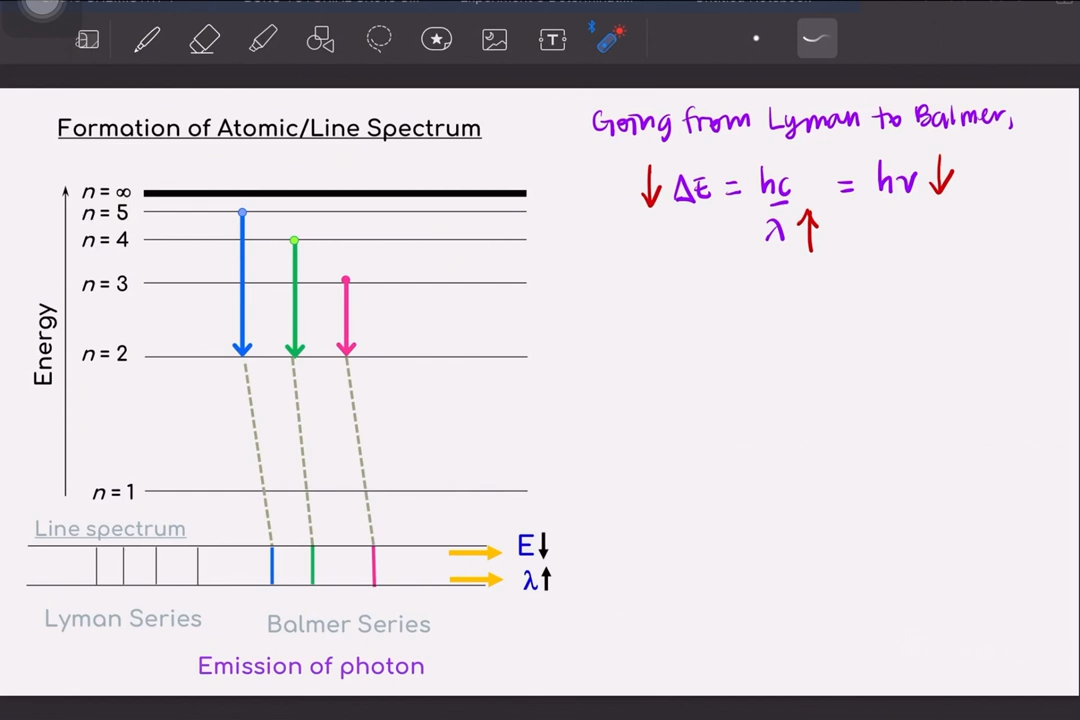 Formation of Atomic/Line Spectrum
Going from Lyman to Balmer,
↓ ΔE = hc/λ ↑ = hν ↓
n = ∞
n = 5
n = 4
n = 3
n = 2
n = 1
Energy
Line spectrum
E↓
λ↑
Lyman Series
Balmer Series
Emission of photon
T